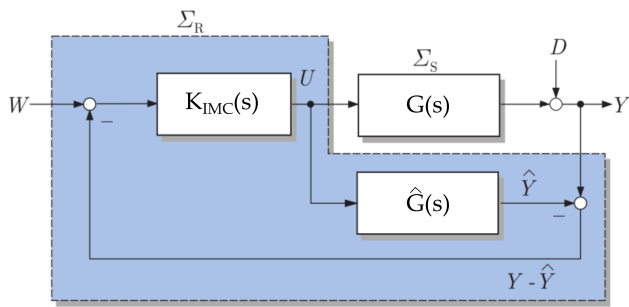 Σ_R
D
U
Σ_S
W
K_IMC(s)
G(s)
Y
−
Ŷ
Ĝ(s)
−
Y - Ŷ